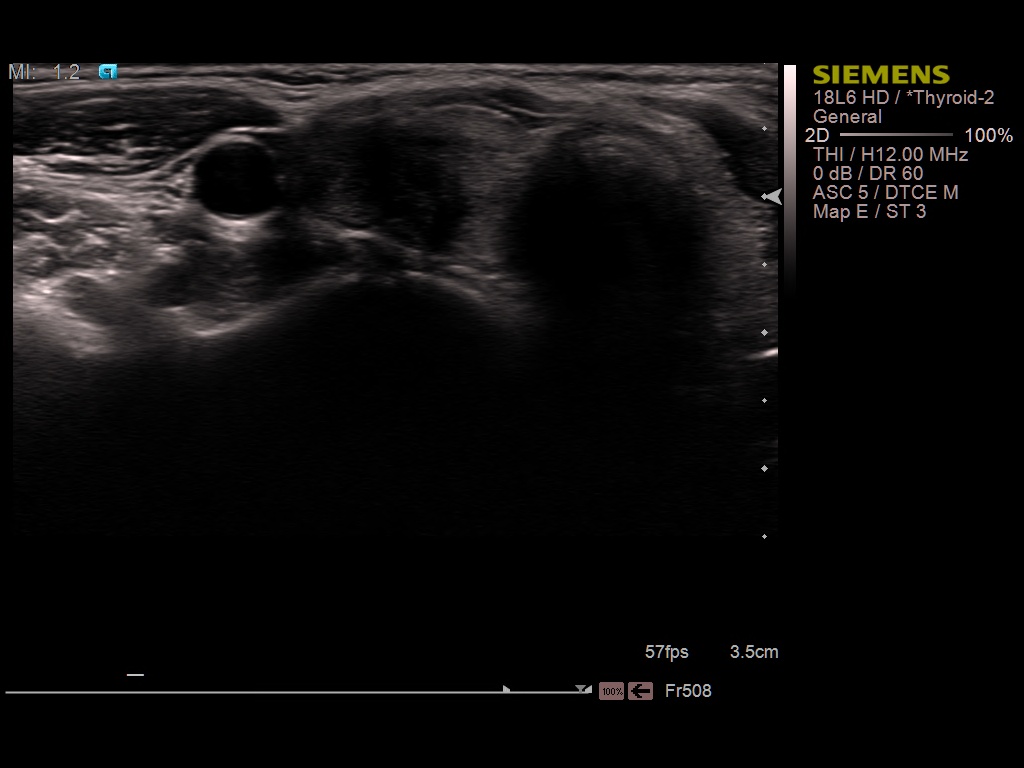 MI: 1.2
SIEMENS
18L6 HD / *Thyroid-2
General
2D 100%
THI / H12.00 MHz
0 dB / DR 60
ASC 5 / DTCE M
Map E / ST 3
57fps 3.5cm
100% Fr508